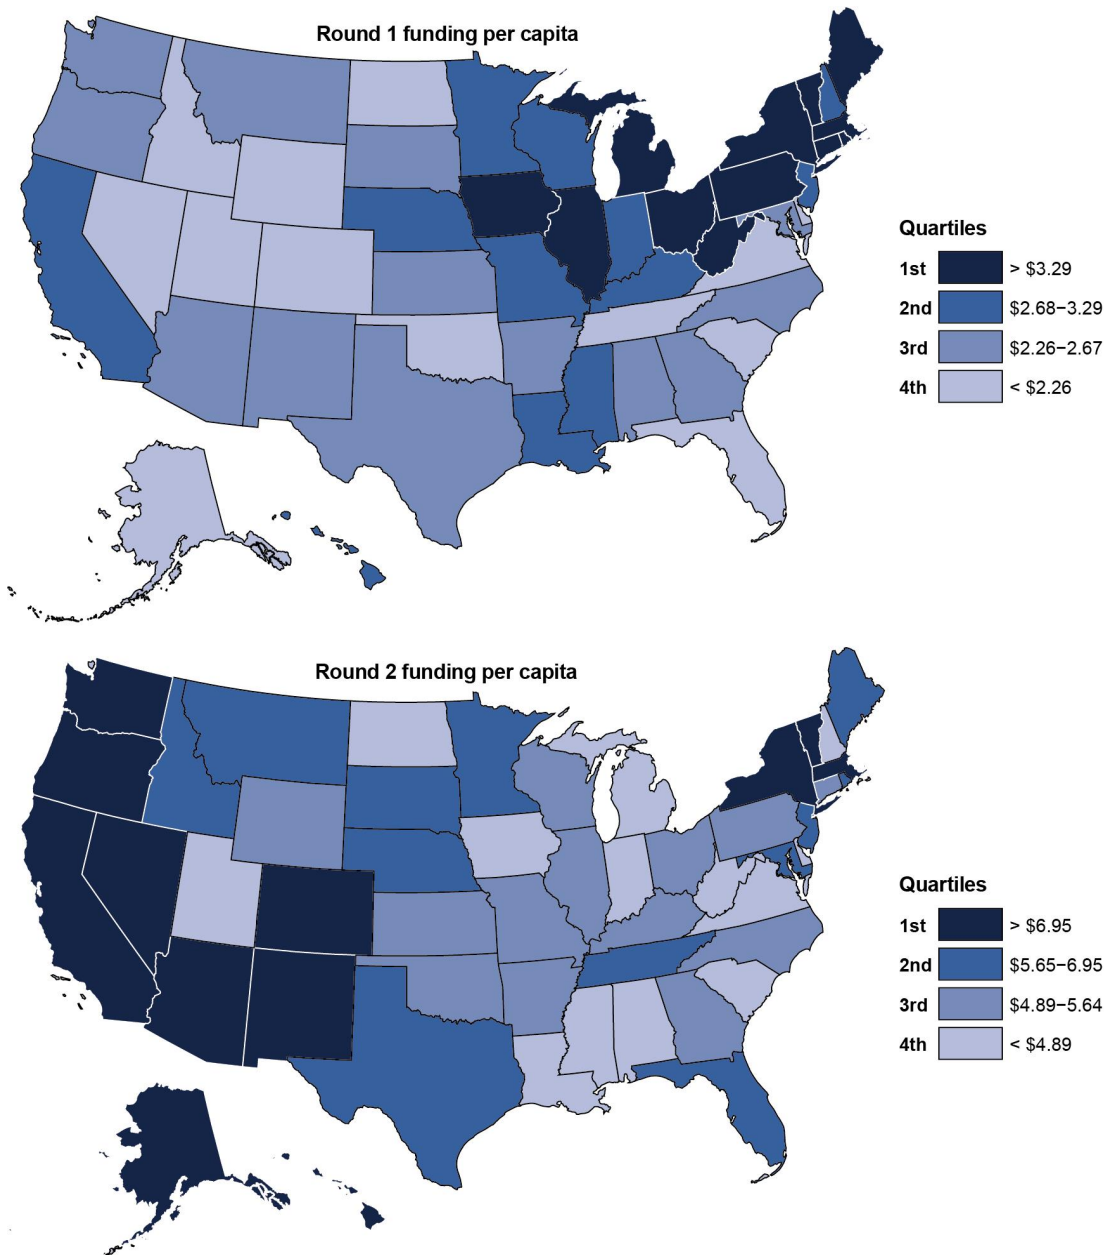 Round 1 funding per capita
Quartiles
1st > $3.29
2nd $2.68–3.29
3rd $2.26–2.67
4th < $2.26
Round 2 funding per capita
Quartiles
1st > $6.95
2nd $5.65–6.95
3rd $4.89–5.64
4th < $4.89